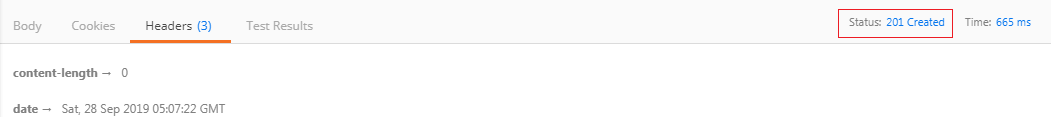 Body Cookies Headers (3) Test Results Status: 201 Created Time: 665 ms
content-length → 0
date → Sat, 28 Sep 2019 05:07:22 GMT